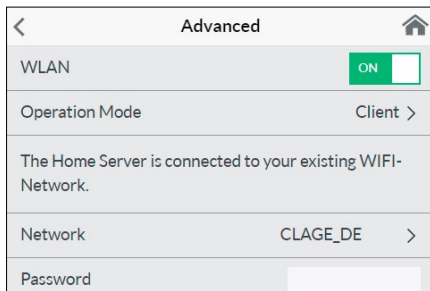 Advanced
WLAN ON
Operation Mode Client
The Home Server is connected to your existing WIFI-
Network.
Network CLAGE_DE
Password